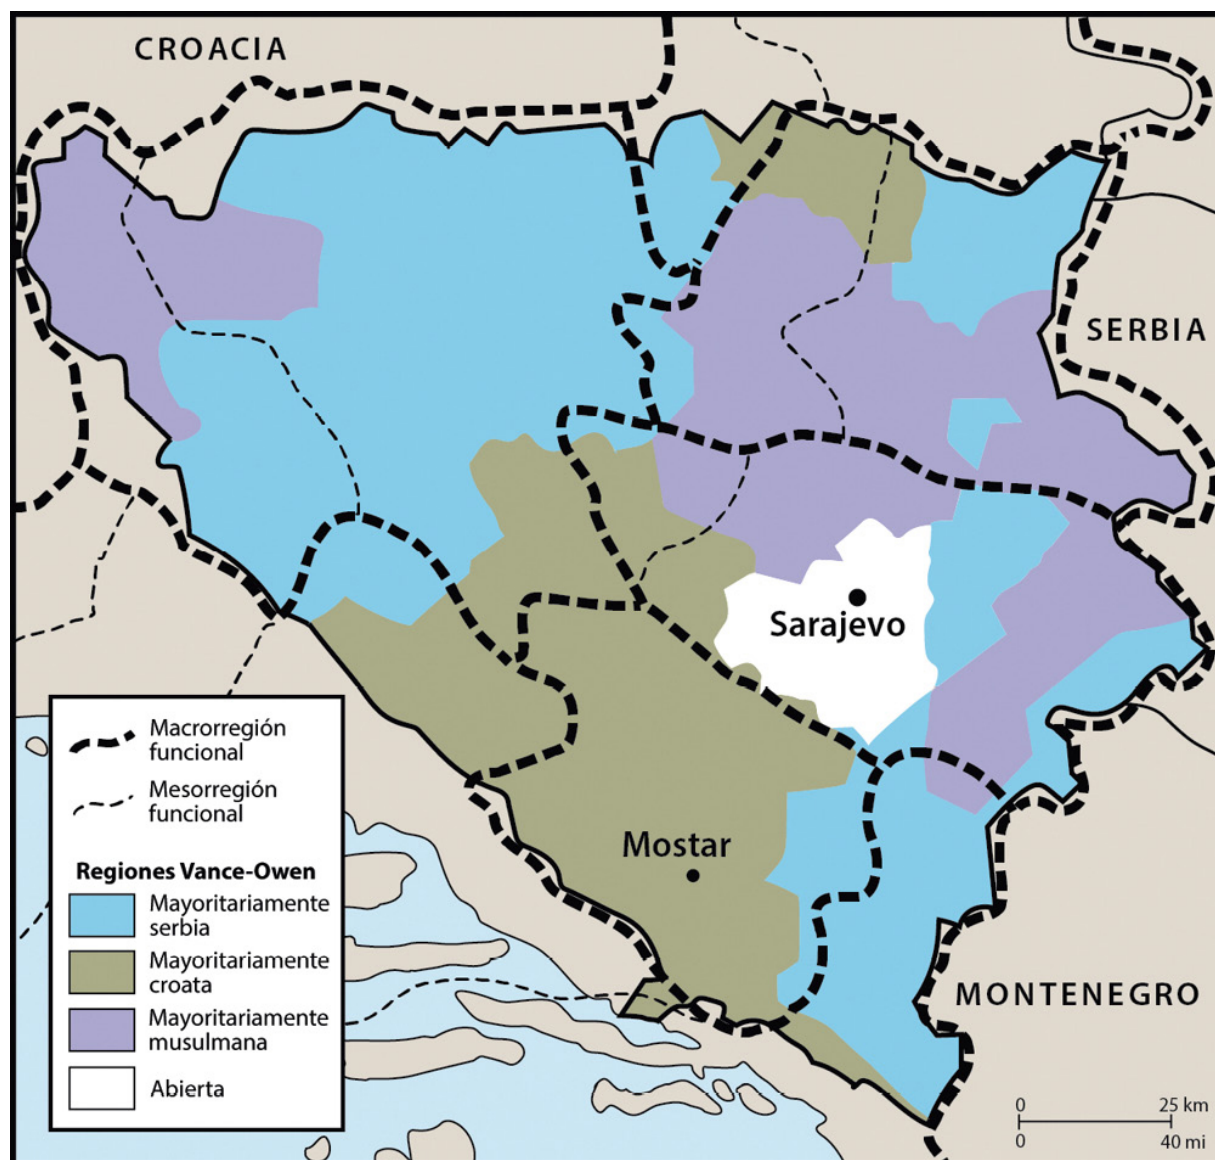 CROACIA
SERBIA
Sarajevo
Mostar
MONTENEGRO
Macrorregión
funcional
Mesorregión
funcional
Regiones Vance-Owen
Mayoritariamente
serbia
Mayoritariamente
croata
Mayoritariamente
musulmana
Abierta
0 25 km
0 40 mi